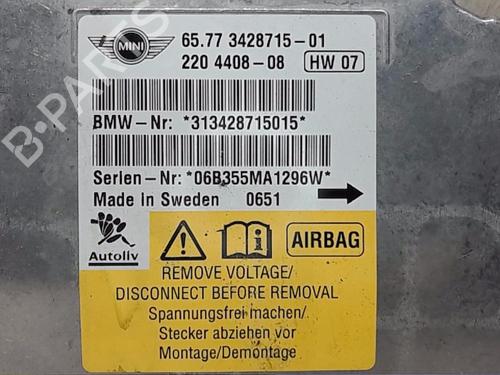 MINI
65.77 3428715-01
220 4408-08 HW 07
BMW-Nr: *313428715015*
Serien-Nr: *06B355MA1296W*
Made In Sweden 0651
Autoliv
AIRBAG
REMOVE VOLTAGE/
DISCONNECT BEFORE REMOVAL
Spannungsfrei machen/
Stecker abziehen vor
Montage/Demontage
B-PARTS